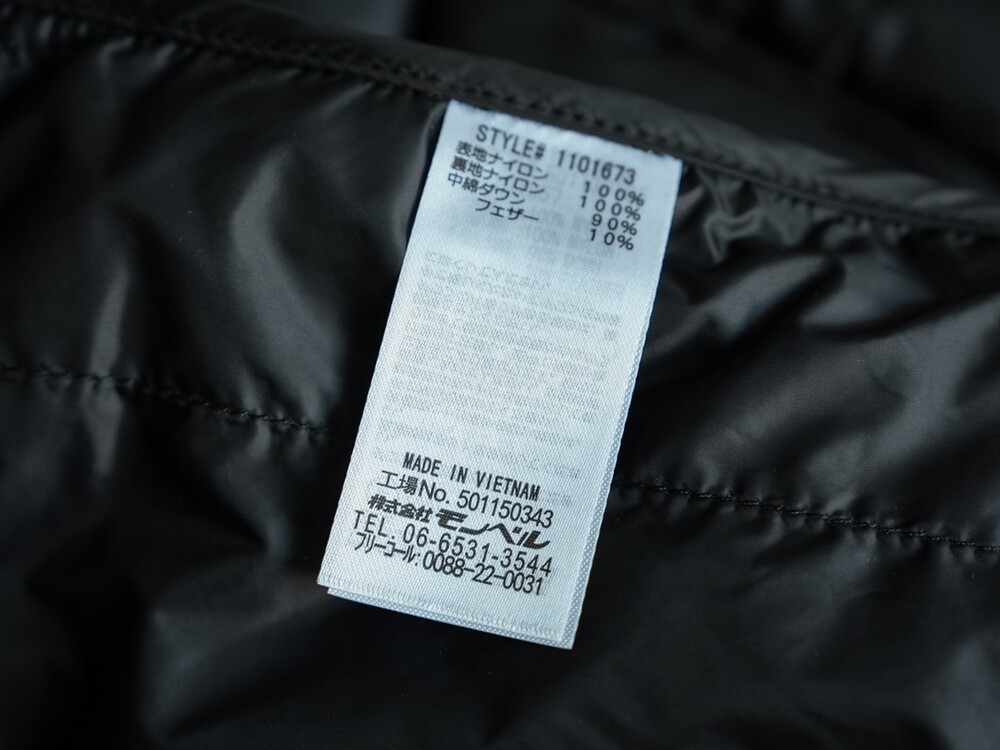 STYLE# 1101673
表地ナイロン 100%
裏地ナイロン 100%
中綿ダウン 90%
フェザー 10%
MADE IN VIETNAM
工場No. 501150343
株式会社 モンベル
TEL. 06-6531-3544
フリーコール:0088-22-0031